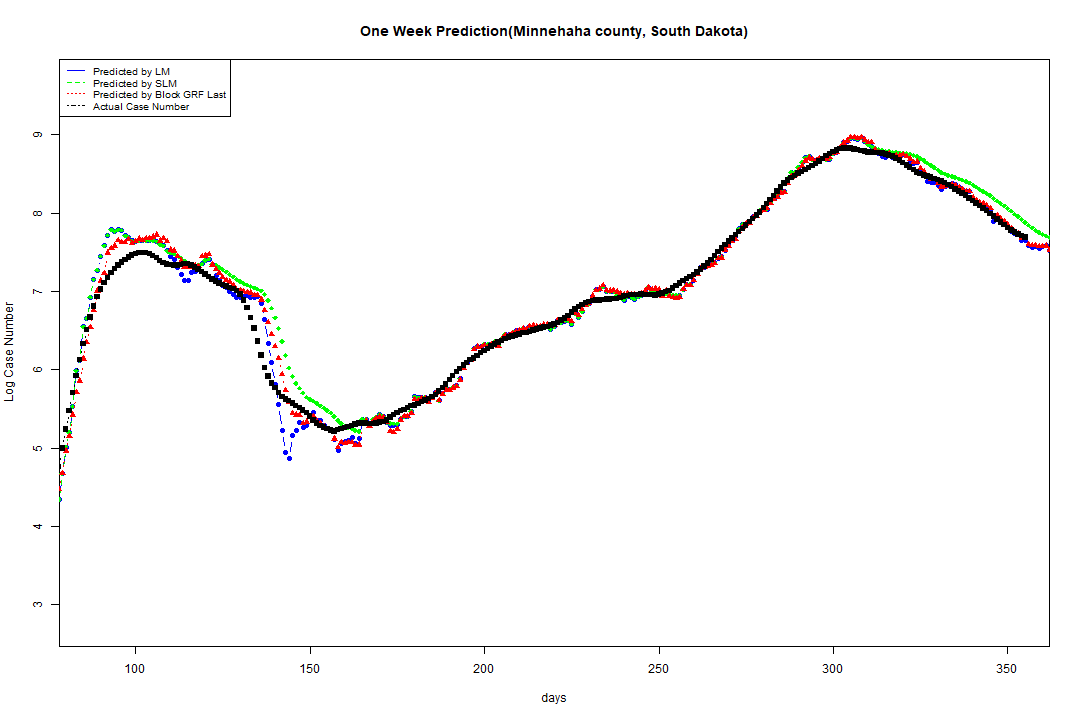 One Week Prediction(Minnehaha county, South Dakota)
Predicted by LM
Predicted by SLM
Predicted by Block GRF Last
Actual Case Number
9
8
7
6
5
4
3
Log Case Number
100 150 200 250 300 350
days